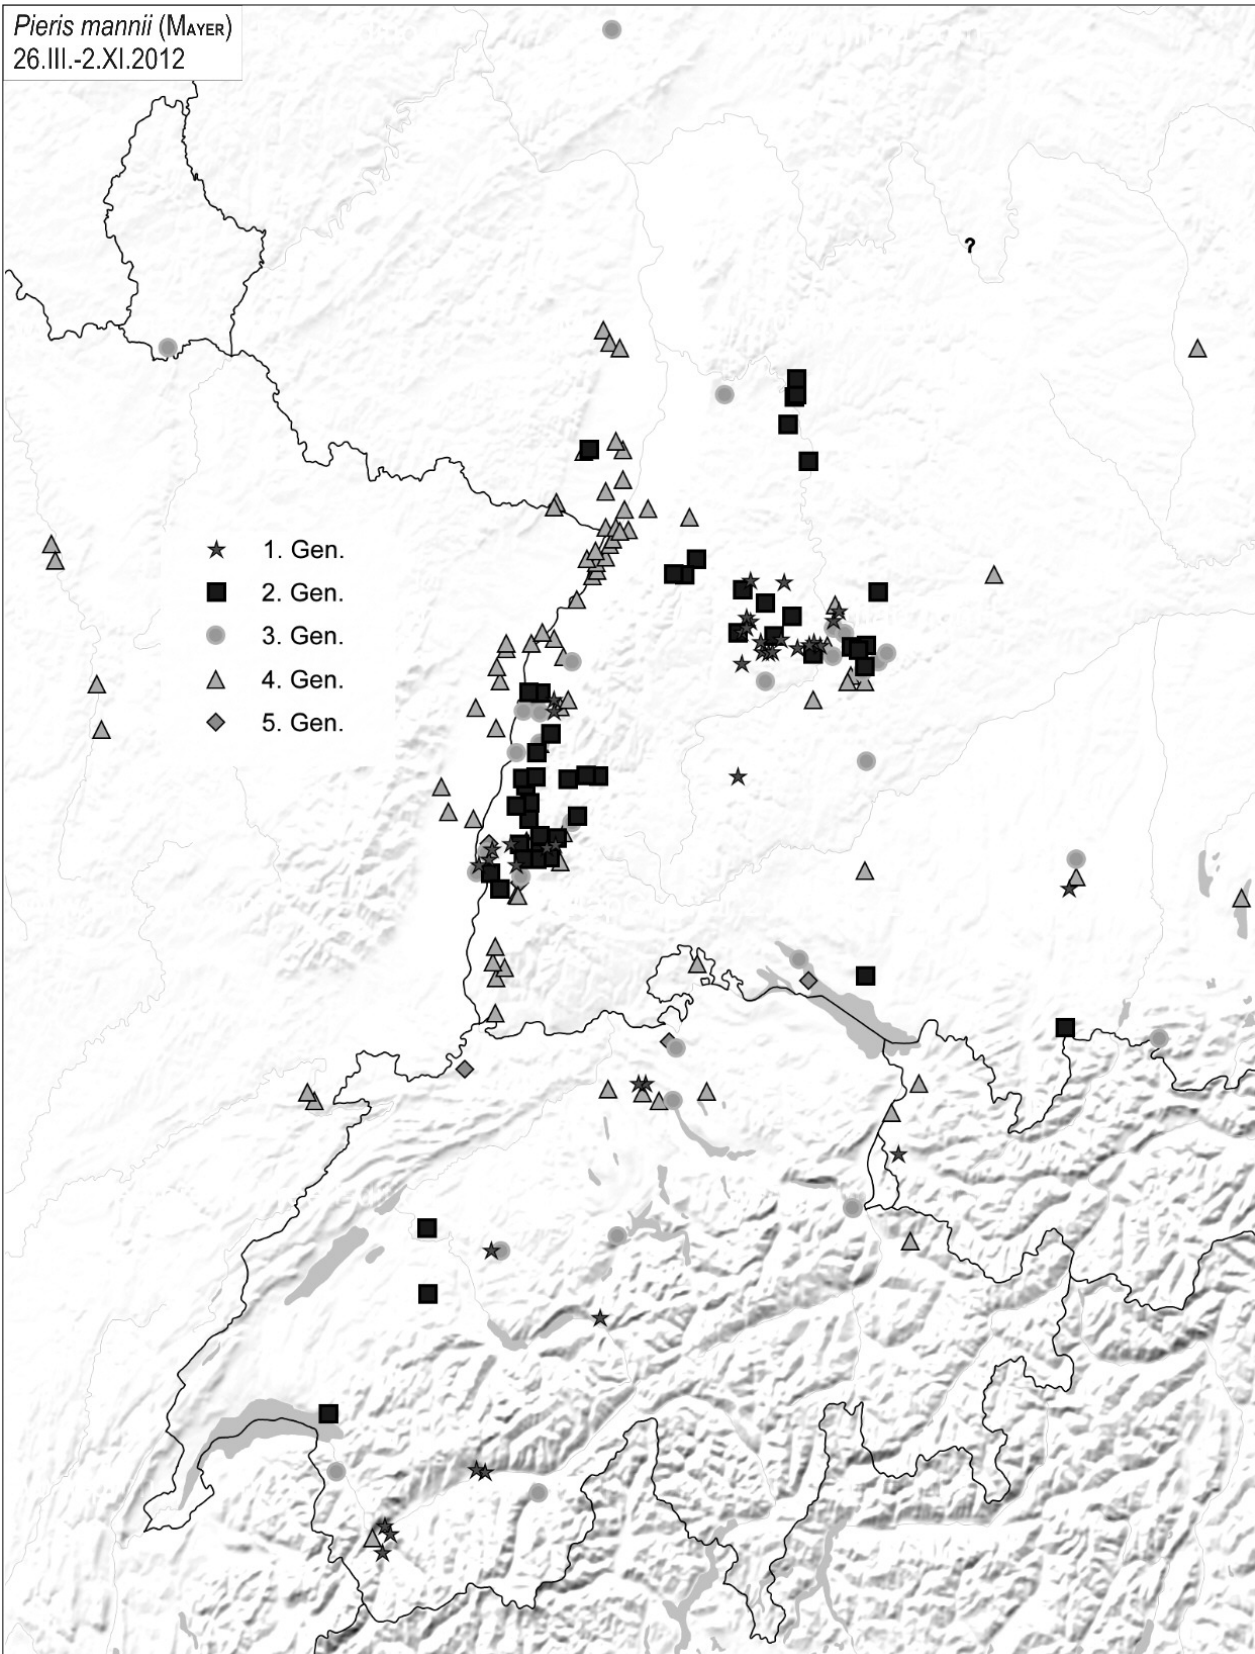 Pieris mannii (MAYER)
26.III.-2.XI.2012
?
1. Gen.
2. Gen.
3. Gen.
4. Gen.
5. Gen.